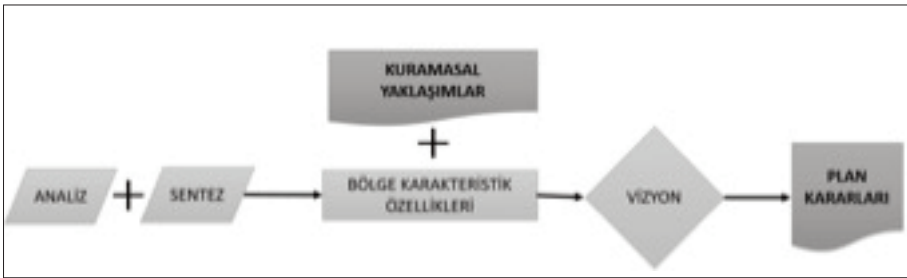 KURAMASAL
YAKLAŞIMLAR
+
ANALİZ
+
SENTEZ
BÖLGE KARAKTERİSTİK
ÖZELLİKLERİ
VİZYON
PLAN
KARARLARI